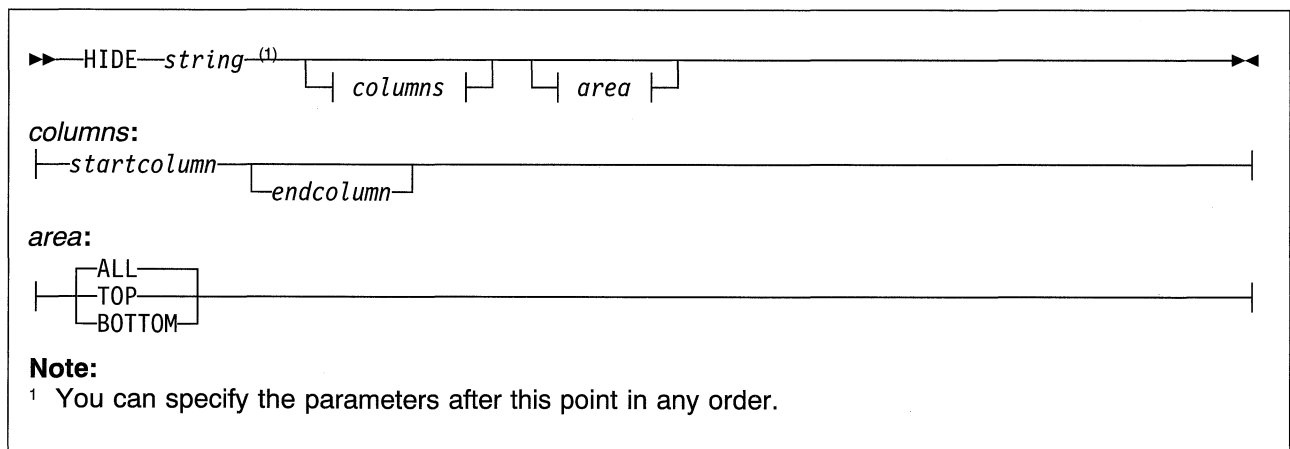 HIDE string (1)
columns area
columns:
startcolumn
endcolumn
area:
ALL
TOP
BOTTOM
Note:
1 You can specify the parameters after this point in any order.